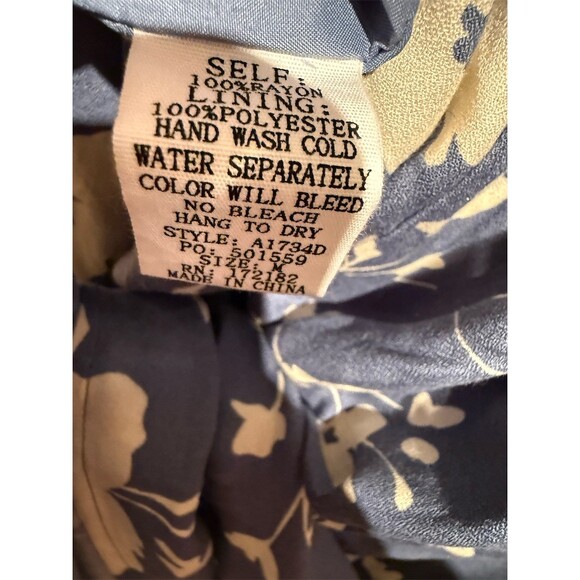 SELF:
100%RAYON
LINING:
100%POLYESTER
HAND WASH COLD
WATER SEPARATELY
COLOR WILL BLEED
NO BLEACH
HANG TO DRY
STYLE: A1734D
PO: 501559
SIZE: M
RN: 172182
MADE IN CHINA